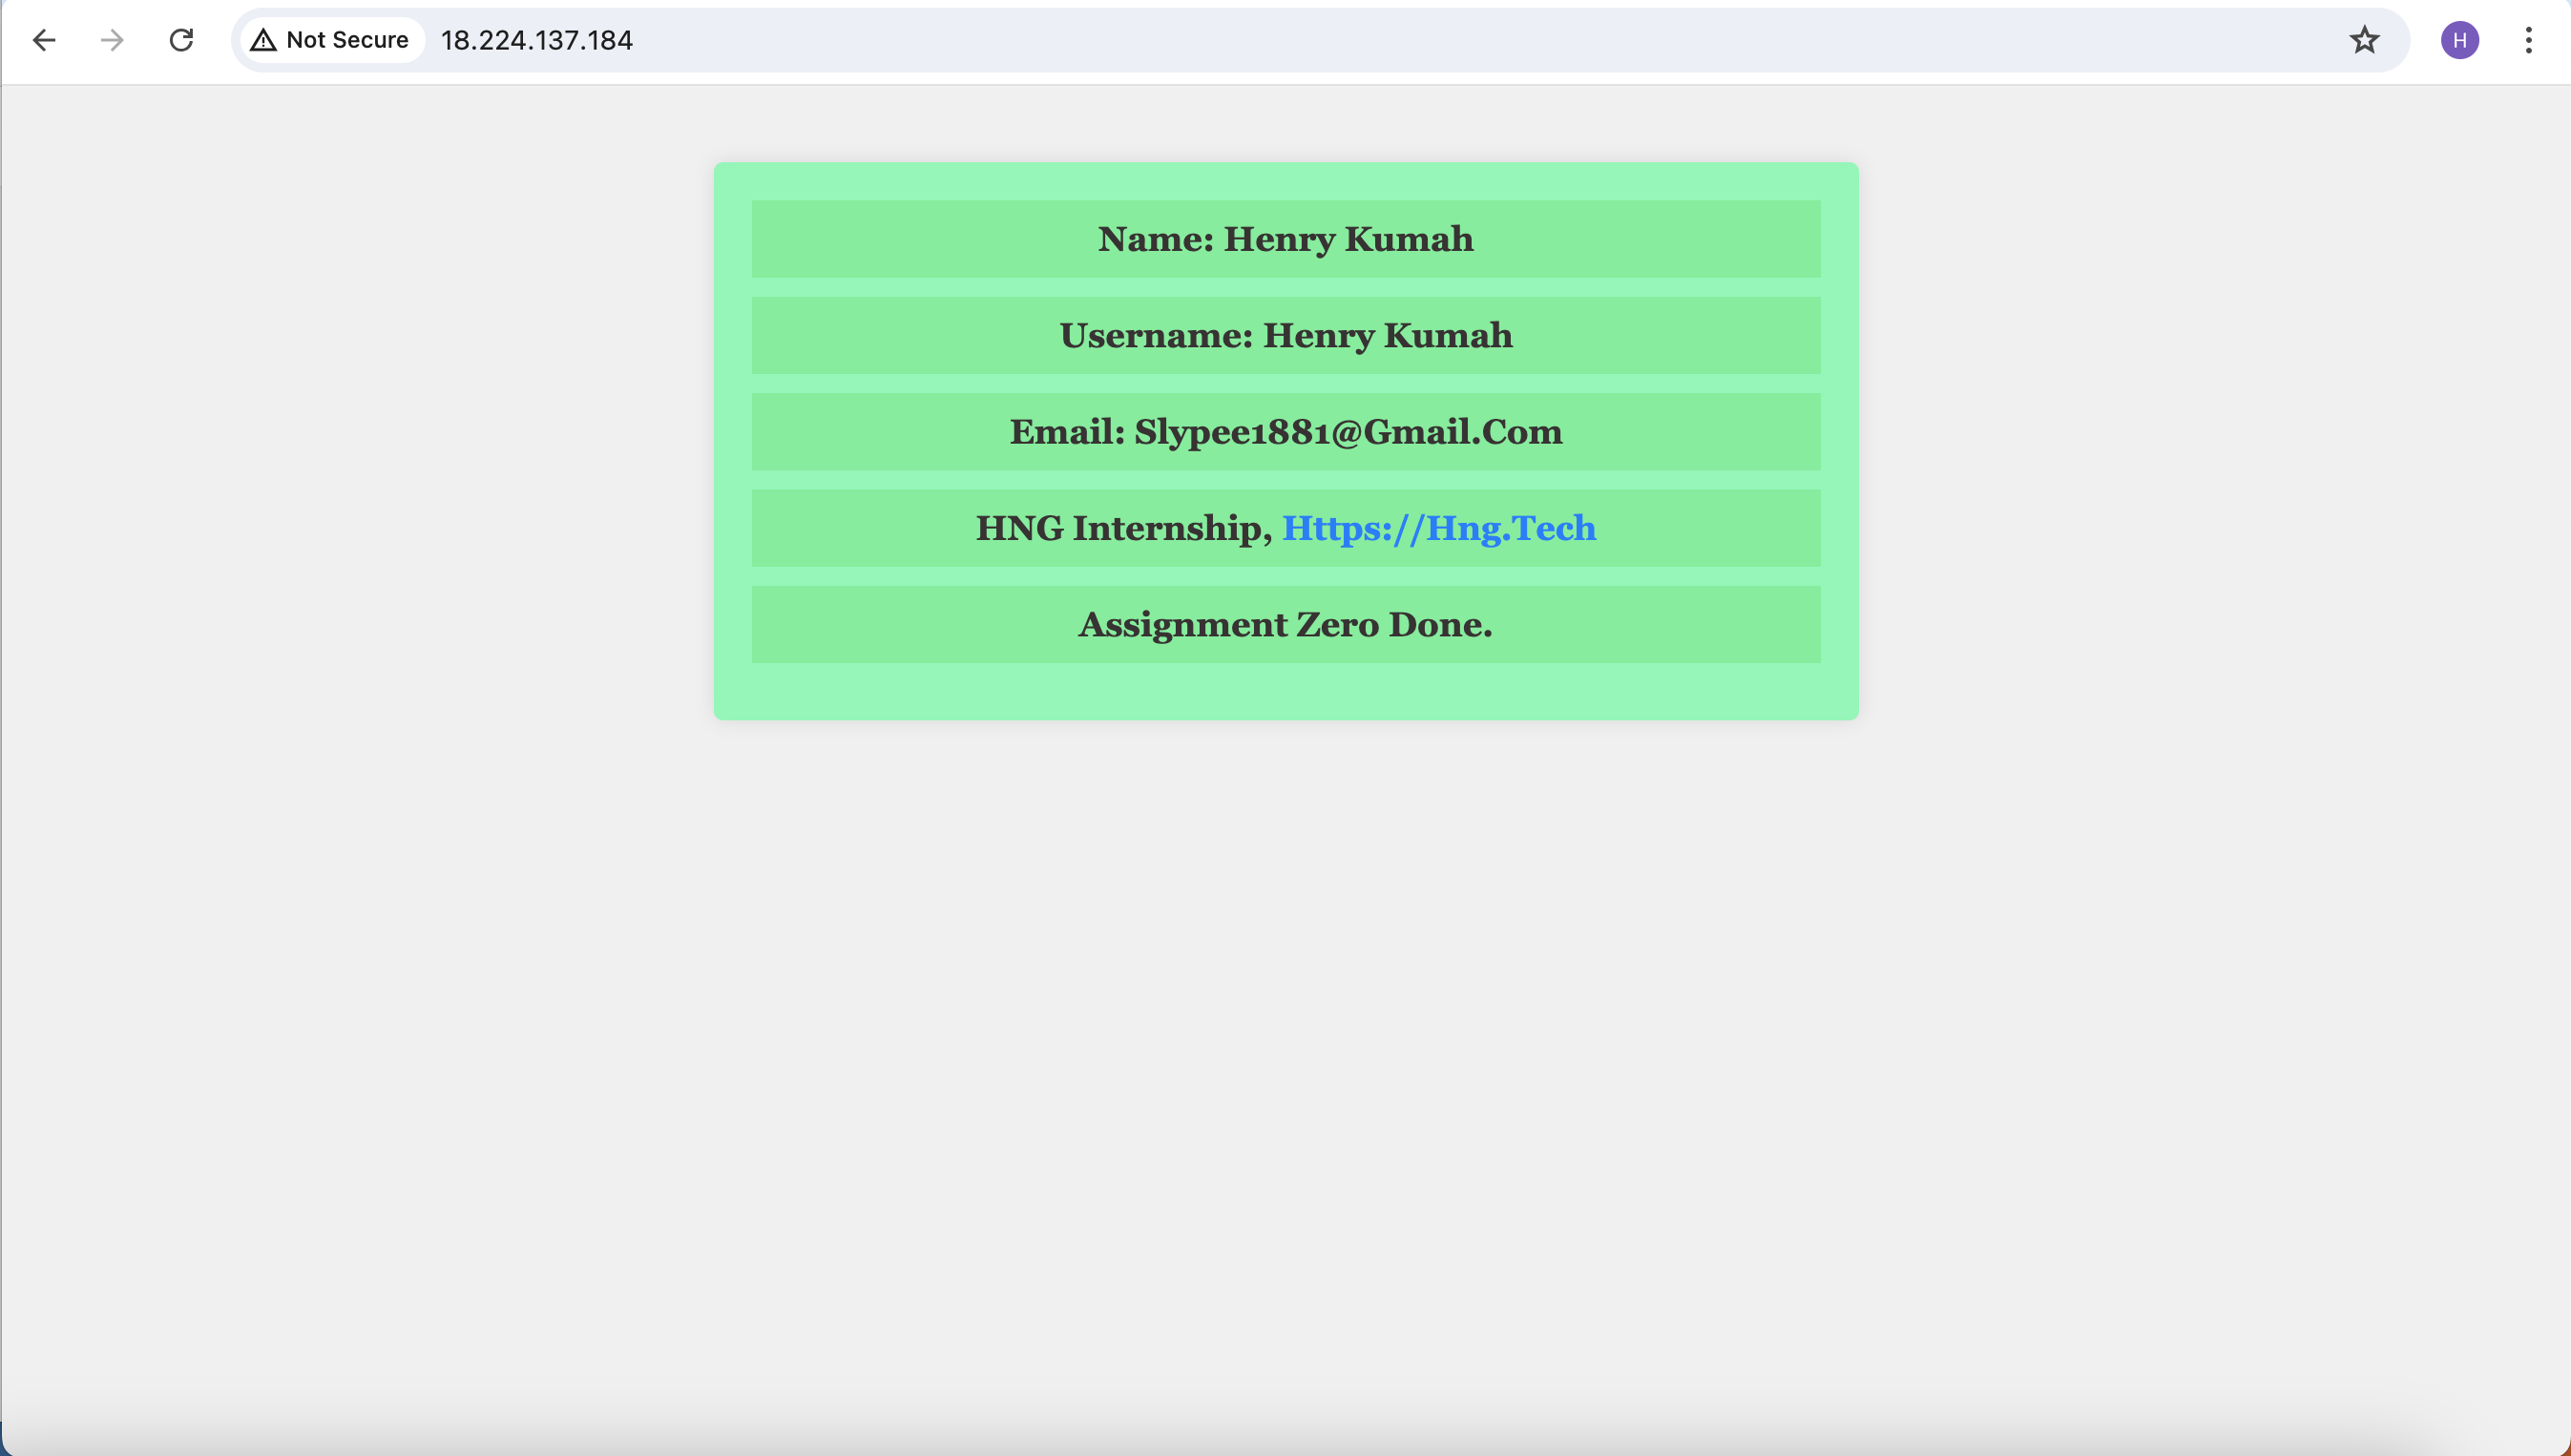 Not Secure 18.224.137.184 H
Name: Henry Kumah
Username: Henry Kumah
Email: Slypee1881@Gmail.Com
HNG Internship, Https://Hng.Tech
Assignment Zero Done.